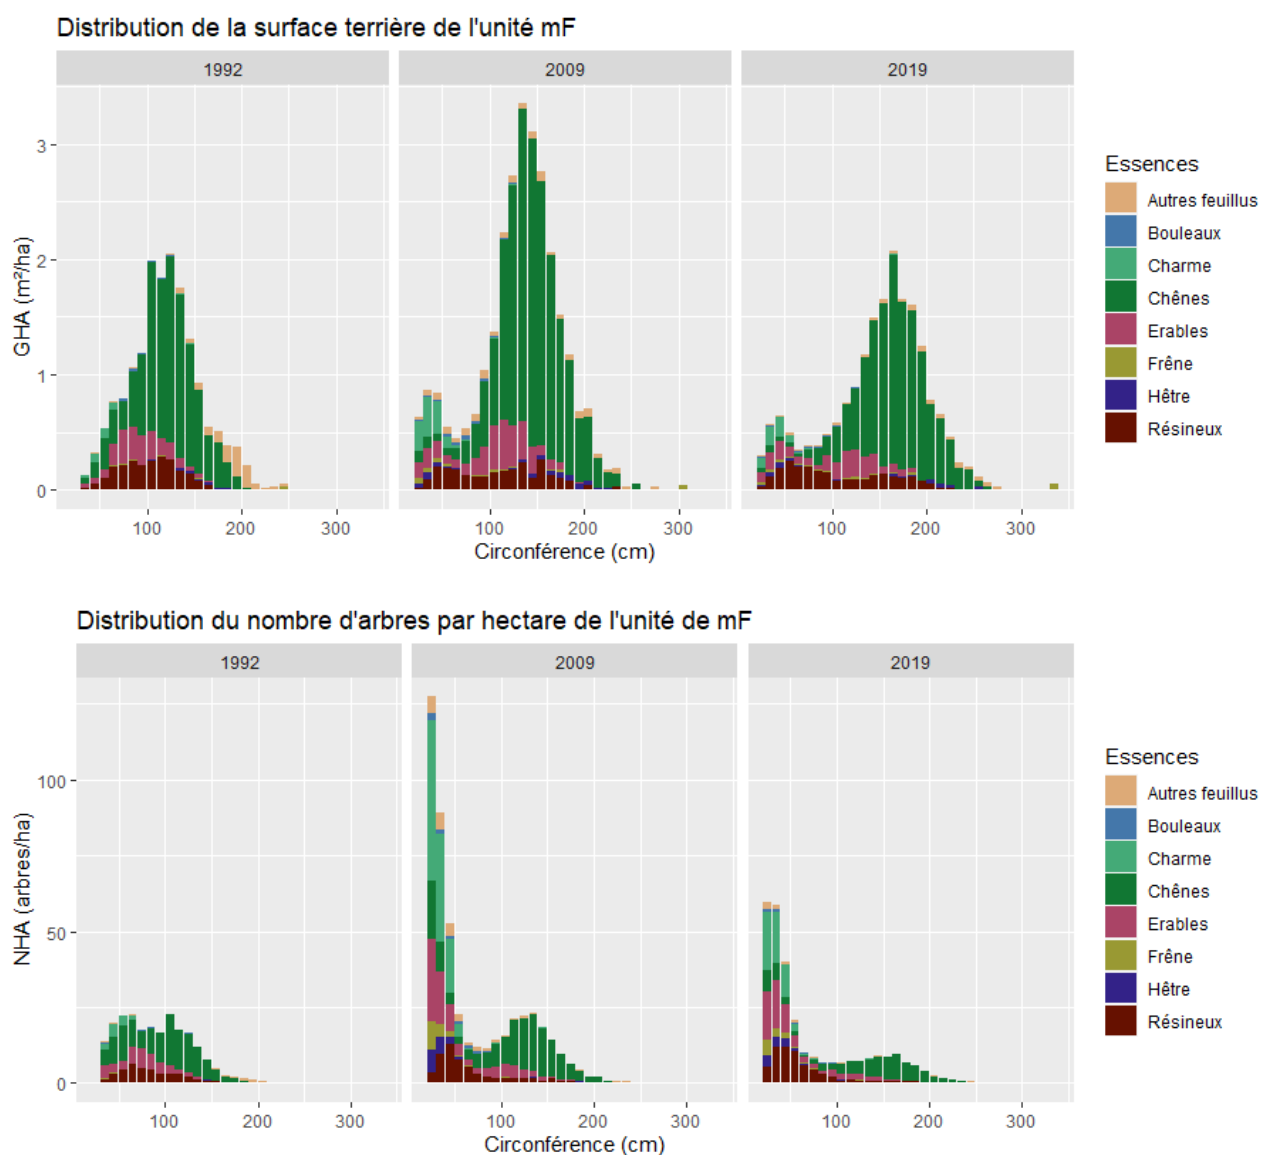 Distribution de la surface terrière de l'unité mF
1992
2009
2019
GHA (m²/ha)
3
2
1
0
100
200
300
100
200
300
100
200
300
Circonférence (cm)
Essences
Autres feuillus
Bouleaux
Charme
Chênes
Erables
Frêne
Hêtre
Résineux
Distribution du nombre d'arbres par hectare de l'unité de mF
1992
2009
2019
NHA (arbres/ha)
100
50
0
100
200
300
100
200
300
100
200
300
Circonférence (cm)
Essences
Autres feuillus
Bouleaux
Charme
Chênes
Erables
Frêne
Hêtre
Résineux